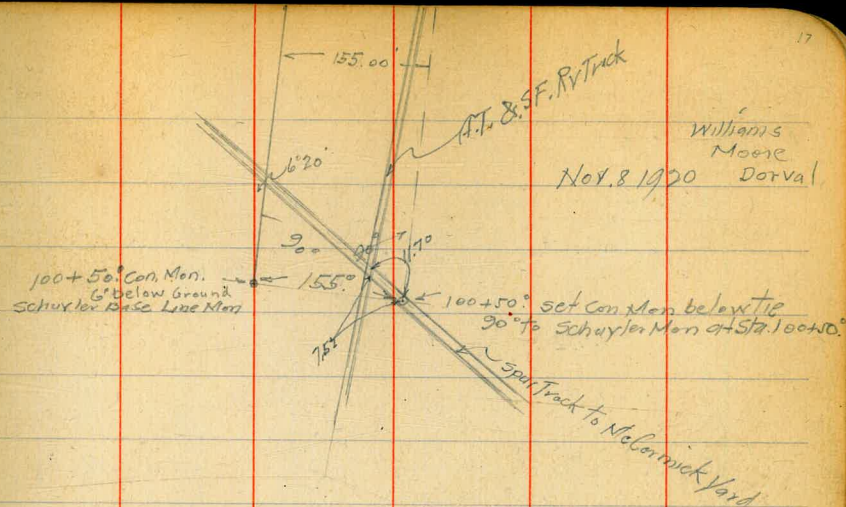 17
155.00'
A.T. & S.F. Ry Track
Williams
Moore
Dorval
Nov. 8 1920
6°20'
90°
90°
11.70
155.°
100+50.° Con. Mon.
6" below Ground
Schuyler Base Line Mon
100+50.° set Con Mon below tie
90° to Schuyler Mon at Sta. 100+50.°
Spur Track to McCormick Yard